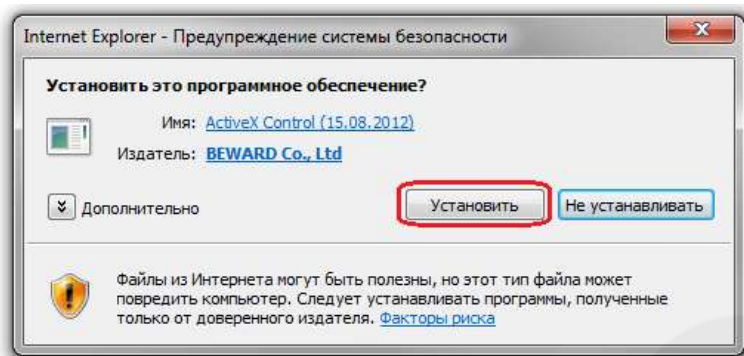 Internet Explorer - Предупреждение системы безопасности
Установить это программное обеспечение?
Имя: ActiveX Control (15.08.2012)
Издатель: BEWARD Co., Ltd
Дополнительно
Установить
Не устанавливать
Файлы из Интернета могут быть полезны, но этот тип файла может
повредить компьютер. Следует устанавливать программы, полученные
только от доверенного издателя. Факторы риска